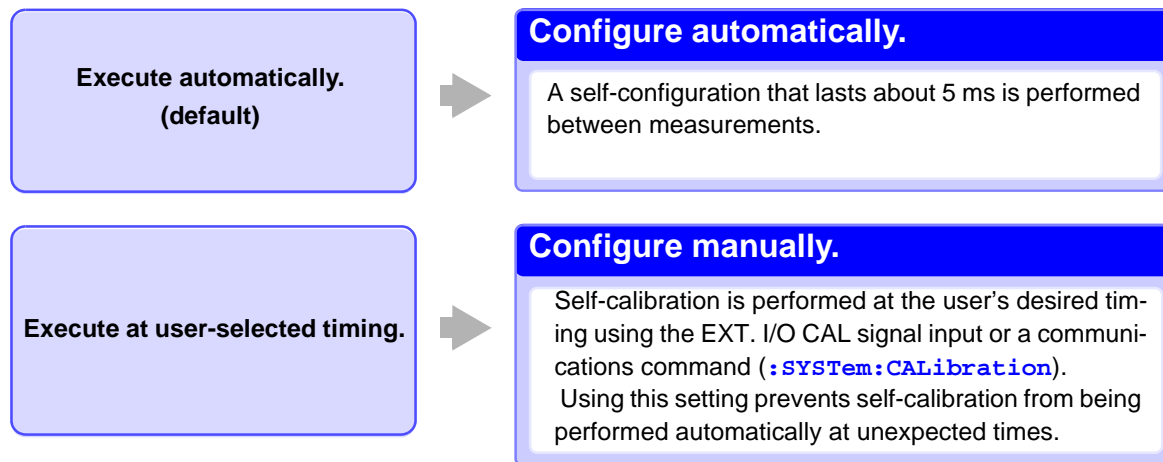 Execute automatically.
(default)
Configure automatically.
A self-configuration that lasts about 5 ms is performed
between measurements.
Execute at user-selected timing.
Configure manually.
Self-calibration is performed at the user's desired tim-
ing using the EXT. I/O CAL signal input or a communi-
cations command (:SYSTem:CALibration).
Using this setting prevents self-calibration from being
performed automatically at unexpected times.